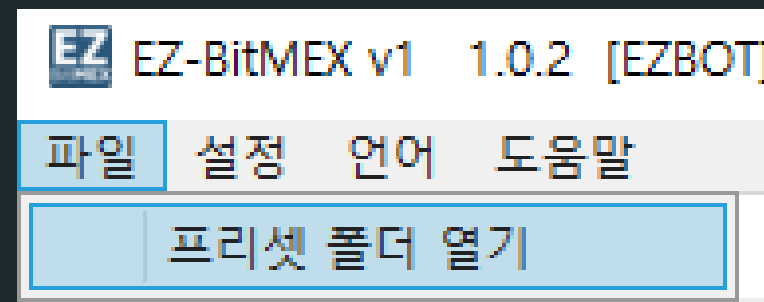 EZ
BitMEX
EZ-BitMEX v1 1.0.2 [EZBOT]
파일 설정 언어 도움말
프리셋 폴더 열기